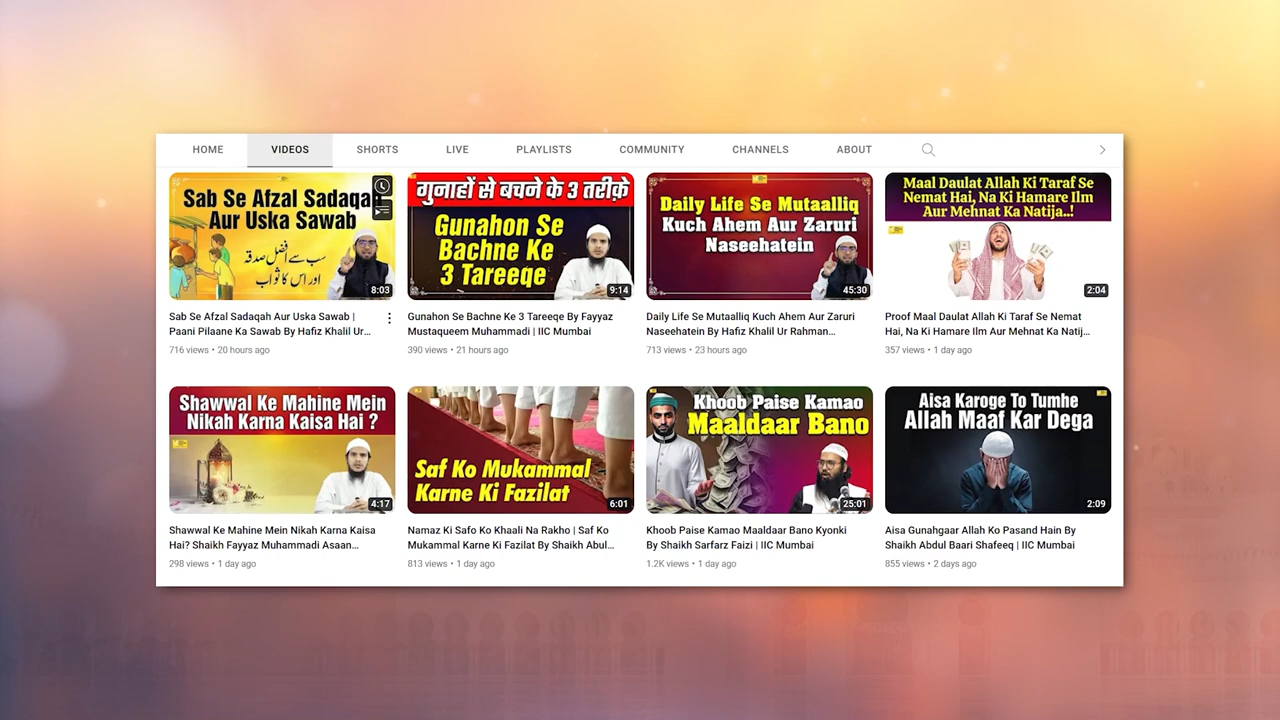 HOME VIDEOS SHORTS LIVE PLAYLISTS COMMUNITY CHANNELS ABOUT
Sab Se Afzal Sadaqah
Aur Uska Sawab
سب سے افضل صدقہ
اور اس کا ثواب
8:03
गुनाहों से बचने के 3 तरीक़े
Gunahon Se
Bachne Ke
3 Tareeqe
9:14
Daily Life Se Mutaalliq
Kuch Ahem Aur Zaruri
Naseehatein
45:30
Maal Daulat Allah Ki Taraf Se
Nemat Hai, Na Ki Hamare Ilm
Aur Mehnat Ka Natija..!
2:04
Sab Se Afzal Sadaqah Aur Uska Sawab |
Paani Pilaane Ka Sawab By Hafiz Khalil Ur...
716 views • 20 hours ago
Gunahon Se Bachne Ke 3 Tareeqe By Fayyaz
Mustaqueem Muhammadi | IIC Mumbai
390 views • 21 hours ago
Daily Life Se Mutaalliq Kuch Ahem Aur Zaruri
Naseehatein By Hafiz Khalil Ur Rahman...
713 views • 23 hours ago
Proof Maal Daulat Allah Ki Taraf Se Nemat
Hai, Na Ki Hamare Ilm Aur Mehnat Ka Natij...
357 views • 1 day ago
Shawwal Ke Mahine Mein
Nikah Karna Kaisa Hai ?
4:17
Saf Ko Mukammal
Karne Ki Fazilat
6:01
Khoob Paise Kamao
Maaldaar Bano
25:01
Aisa Karoge To Tumhe
Allah Maaf Kar Dega
2:09
Shawwal Ke Mahine Mein Nikah Karna Kaisa
Hai? Shaikh Fayyaz Muhammadi Asaan...
298 views • 1 day ago
Namaz Ki Safo Ko Khaali Na Rakho | Saf Ko
Mukammal Karne Ki Fazilat By Shaikh Abul...
813 views • 1 day ago
Khoob Paise Kamao Maaldaar Bano Kyonki
By Shaikh Sarfarz Faizi | IIC Mumbai
1.2K views • 1 day ago
Aisa Gunahgaar Allah Ko Pasand Hain By
Shaikh Abdul Baari Shafeeq | IIC Mumbai
855 views • 2 days ago